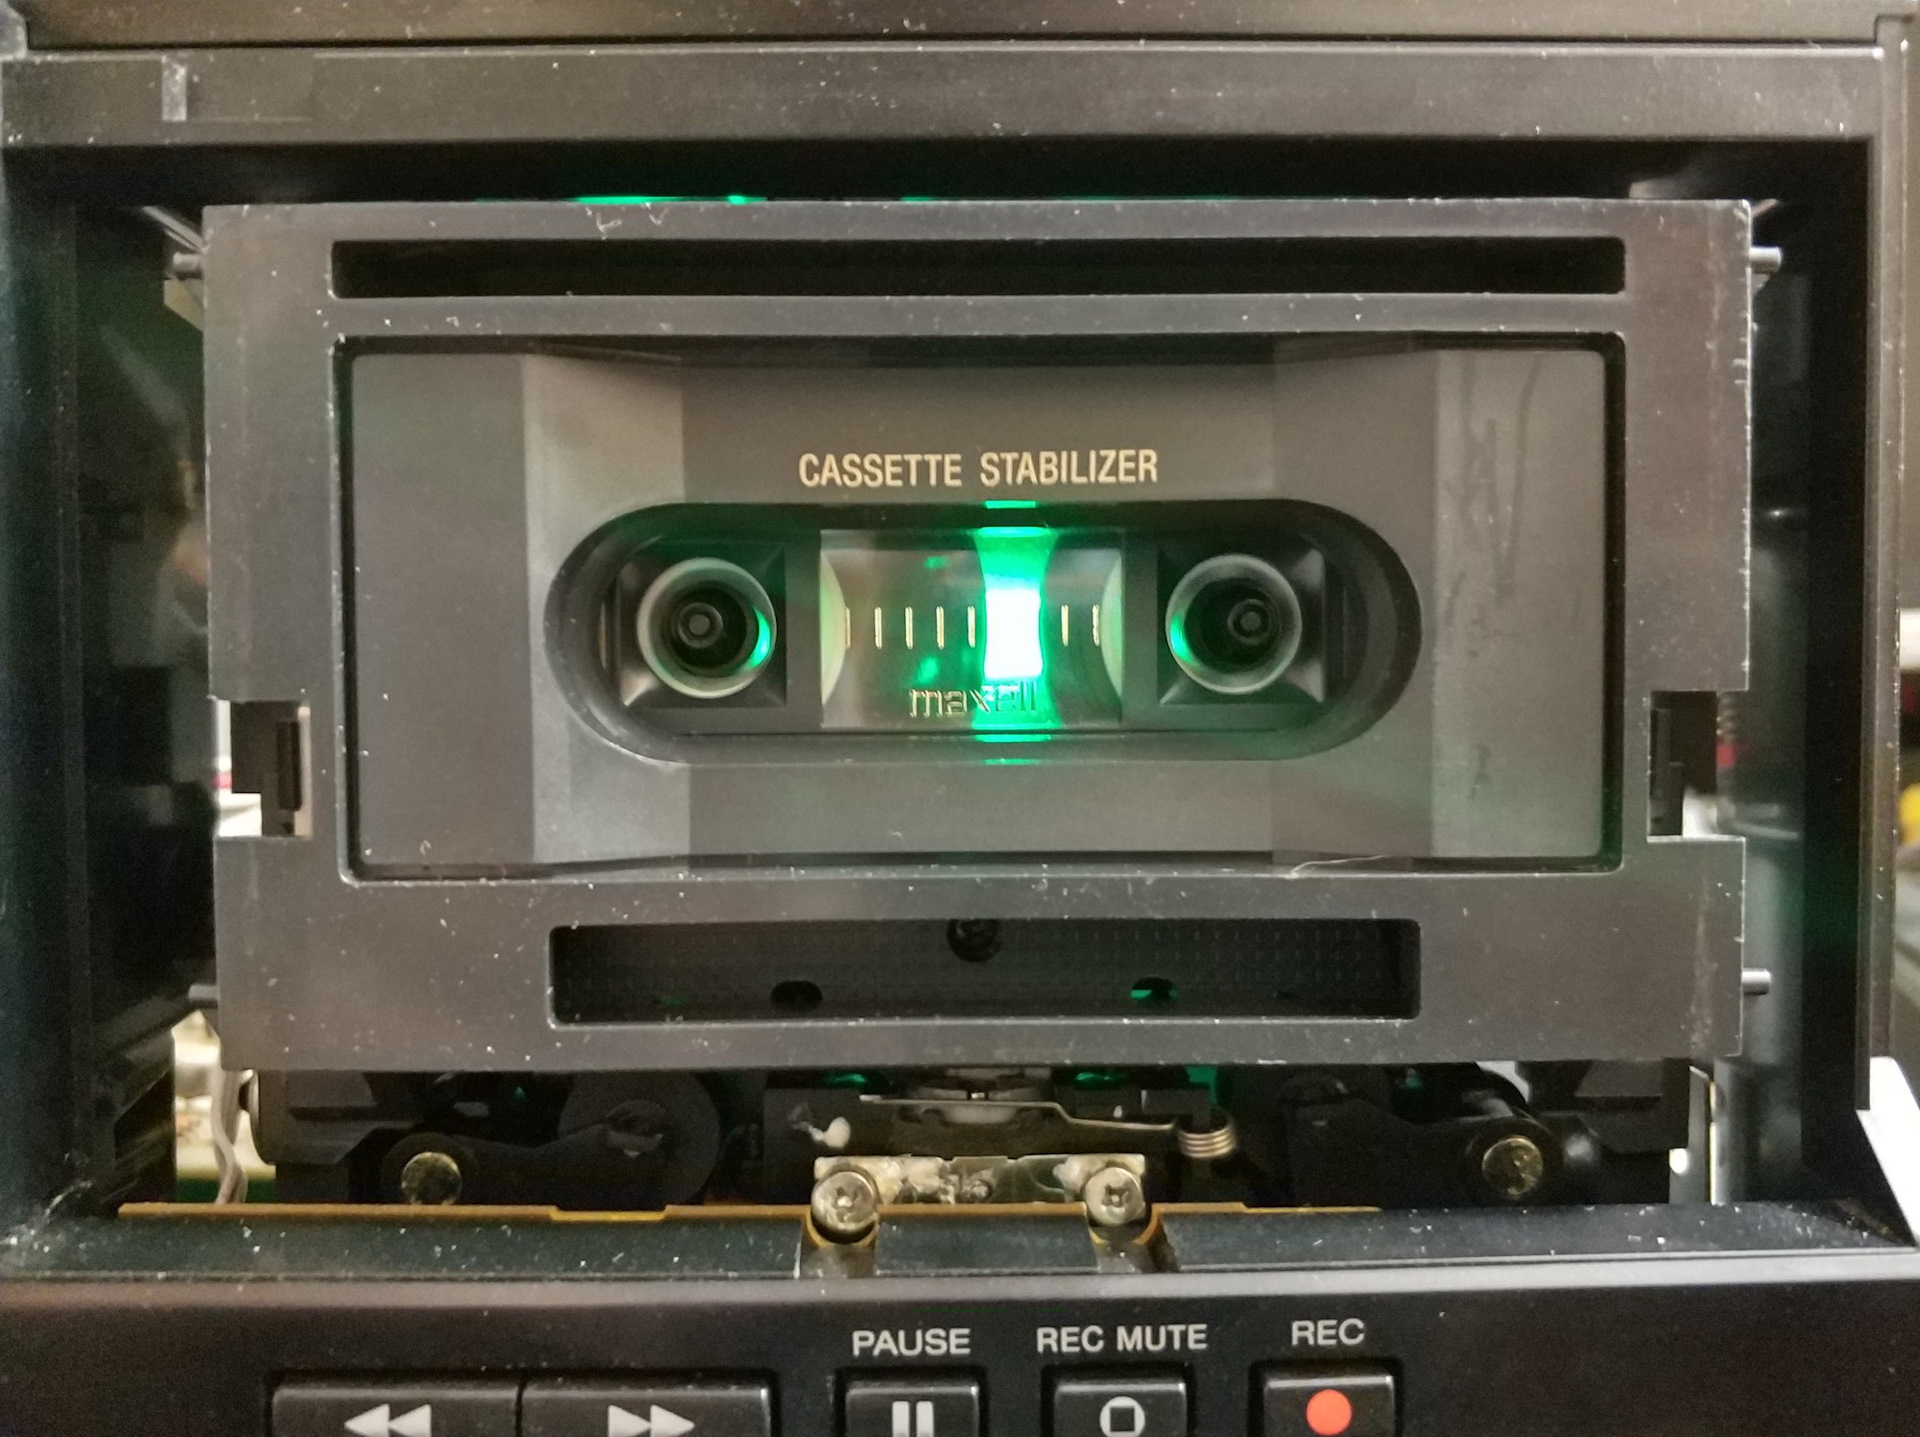 CASSETTE STABILIZER
maxell
PAUSE REC MUTE REC